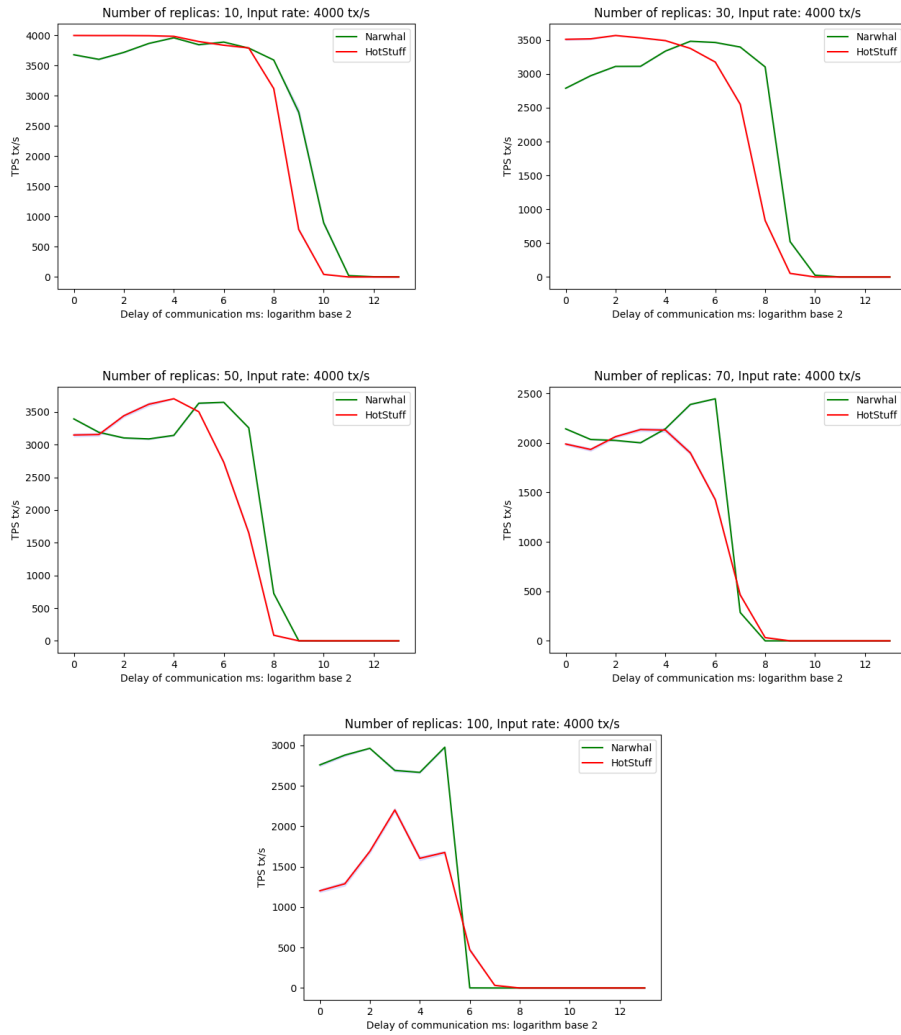 Number of replicas: 10, Input rate: 4000 tx/s
Narwhal
HotStuff
4000
3500
3000
2500
2000
1500
1000
500
0
TPS tx/s
0 2 4 6 8 10 12
Delay of communication ms: logarithm base 2
Number of replicas: 30, Input rate: 4000 tx/s
Narwhal
HotStuff
3500
3000
2500
2000
1500
1000
500
0
TPS tx/s
0 2 4 6 8 10 12
Delay of communication ms: logarithm base 2
Number of replicas: 50, Input rate: 4000 tx/s
Narwhal
HotStuff
3500
3000
2500
2000
1500
1000
500
0
TPS tx/s
0 2 4 6 8 10 12
Delay of communication ms: logarithm base 2
Number of replicas: 70, Input rate: 4000 tx/s
Narwhal
HotStuff
2500
2000
1500
1000
500
0
TPS tx/s
0 2 4 6 8 10 12
Delay of communication ms: logarithm base 2
Number of replicas: 100, Input rate: 4000 tx/s
Narwhal
HotStuff
3000
2500
2000
1500
1000
500
0
TPS tx/s
0 2 4 6 8 10 12
Delay of communication ms: logarithm base 2